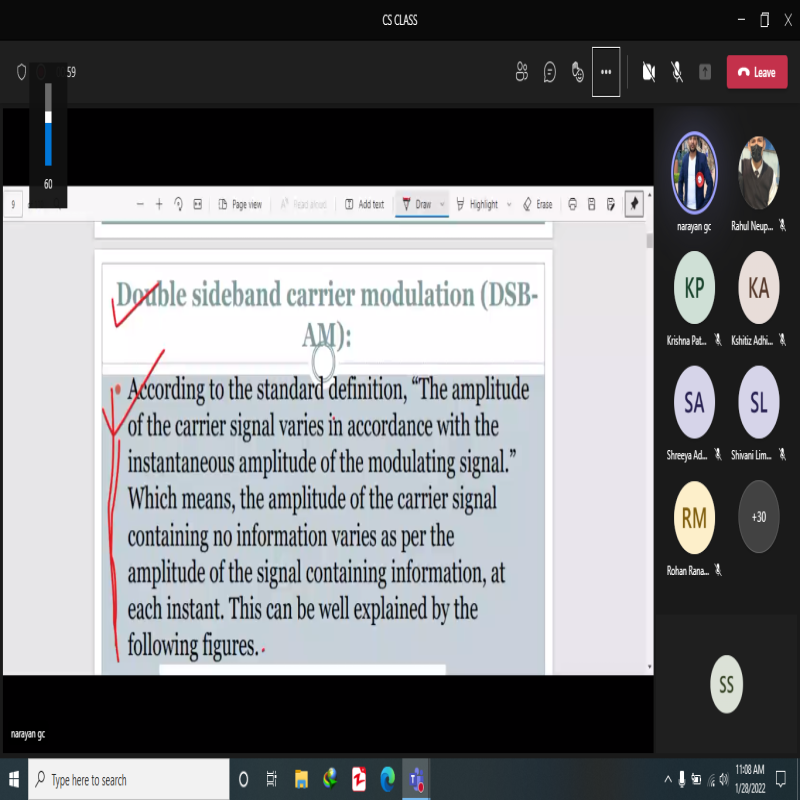 CS CLASS
59
Leave
60
9
Page view
Read aloud
Add text
Draw
Highlight
Erase
Double sideband carrier modulation (DSB-
AM):
• According to the standard definition, “The amplitude
of the carrier signal varies in accordance with the
instantaneous amplitude of the modulating signal.”
Which means, the amplitude of the carrier signal
containing no information varies as per the
amplitude of the signal containing information, at
each instant. This can be well explained by the
following figures.
narayan gc
Rahul Neup...
KP
KA
Krishna Pat...
Kshitiz Adhi...
SA
SL
Shreeya Ad...
Shivani Lim...
RM
+30
Rohan Rana...
SS
narayan gc
Type here to search
11:08 AM
1/28/2022